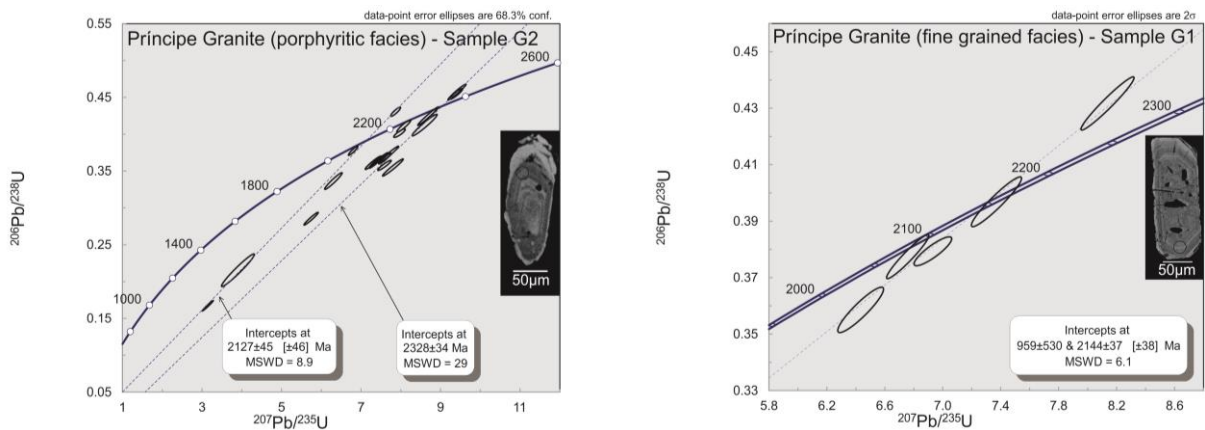 data-point error ellipses are 68.3% conf.
Príncipe Granite (porphyritic facies) - Sample G2
0.55
0.45
0.35
0.25
0.15
0.05
206Pb/238U
1000
1400
1800
2200
2600
50µm
Intercepts at
2127±45 [±46] Ma
MSWD = 8.9
Intercepts at
2328±34 Ma
MSWD = 29
1 3 5 7 9 11
207Pb/235U
data-point error ellipses are 2σ
Príncipe Granite (fine grained facies) - Sample G1
0.45
0.43
0.41
0.39
0.37
0.35
0.33
206Pb/238U
2000
2100
2200
2300
50µm
Intercepts at
959±530 & 2144±37 [±38] Ma
MSWD = 6.1
5.8 6.2 6.6 7.0 7.4 7.8 8.2 8.6
207Pb/235U